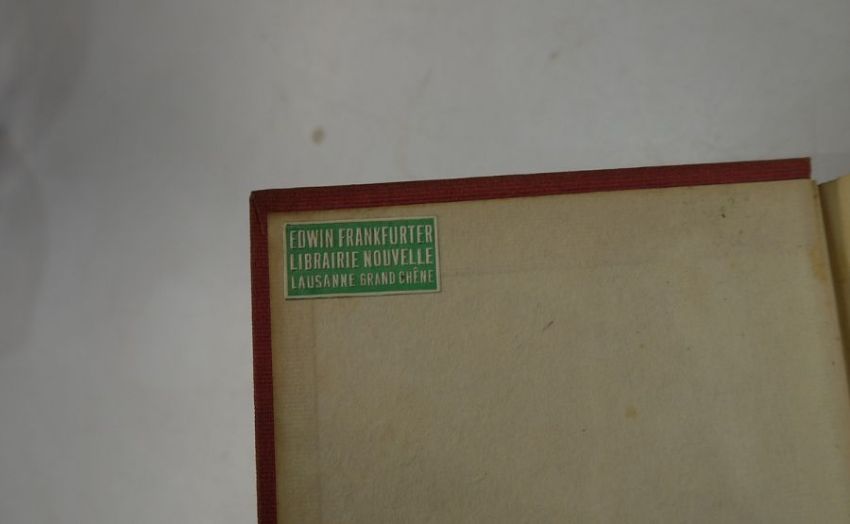 EDWIN FRANKFURTER
LIBRAIRIE NOUVELLE
LAUSANNE GRAND CHÊNE